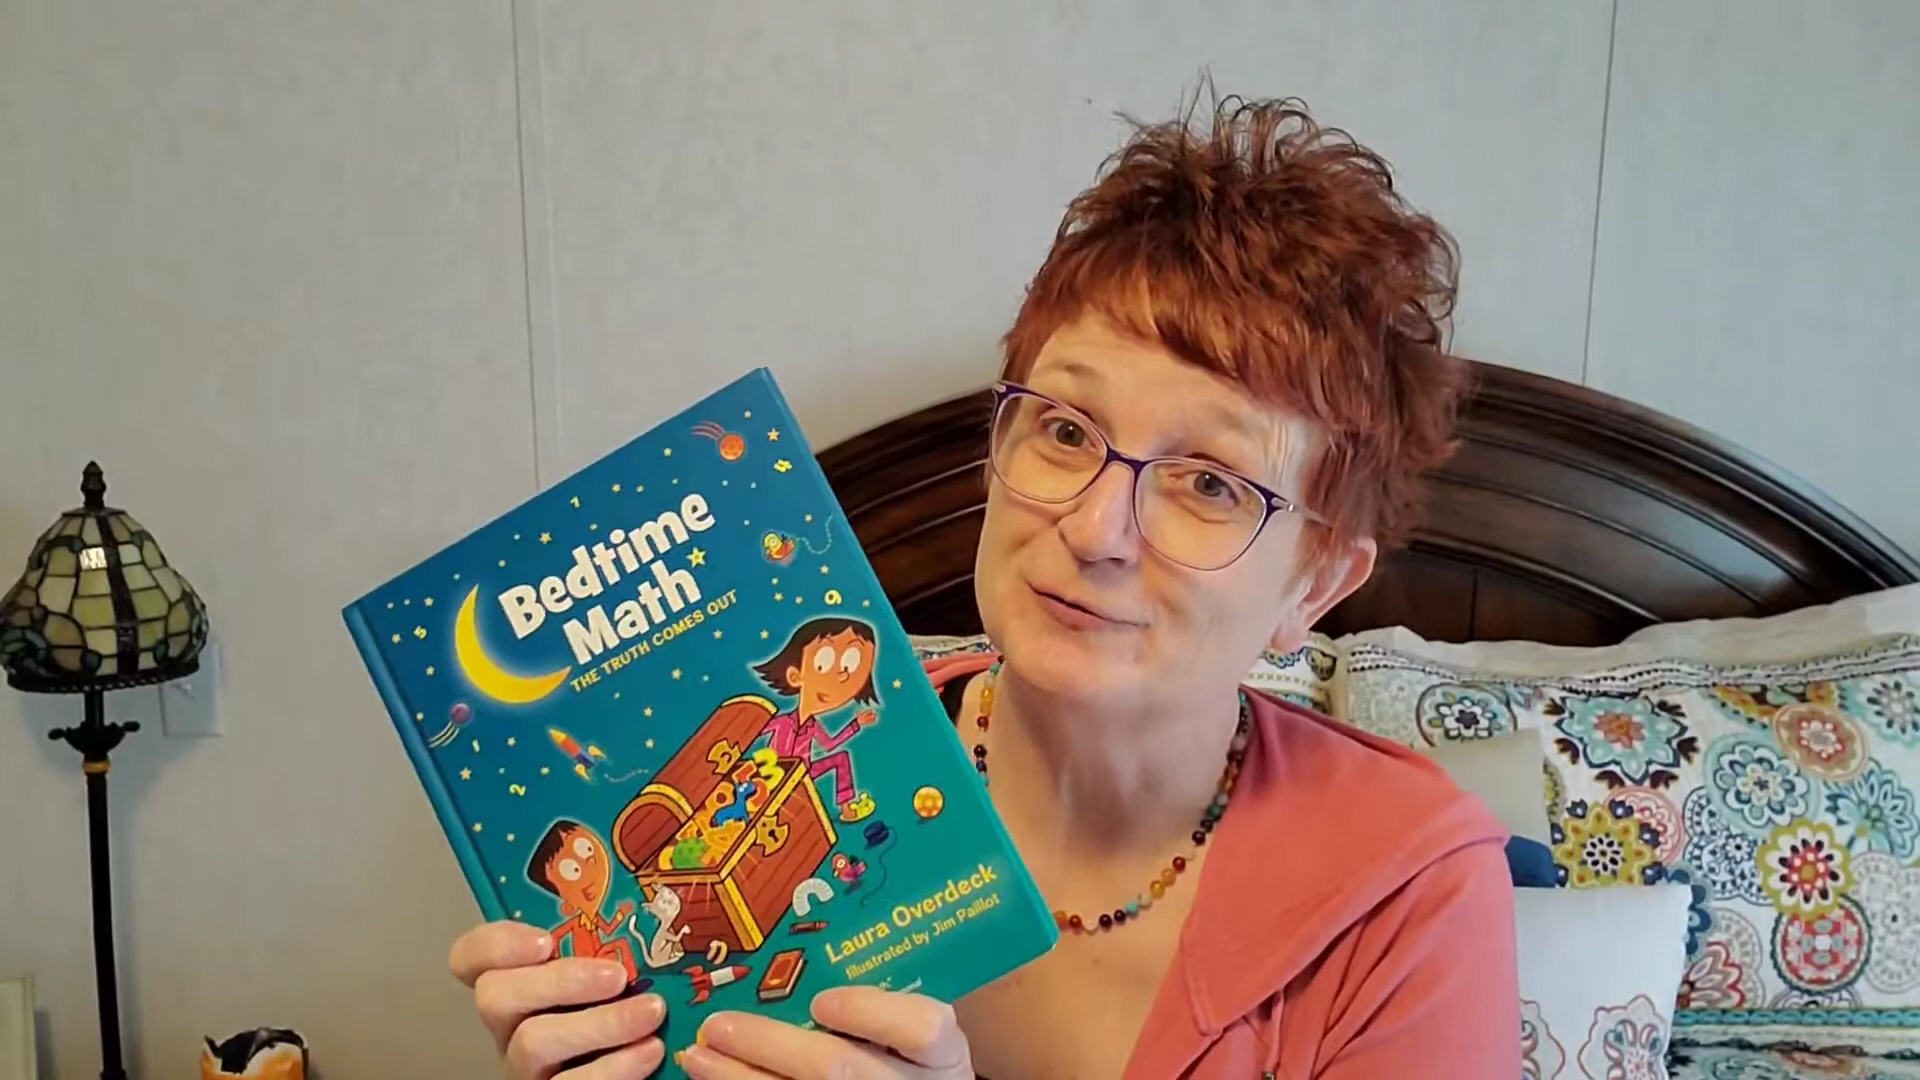 Bedtime
Math
THE TRUTH COMES OUT
Laura Overdeck
Illustrated by Jim Paillot